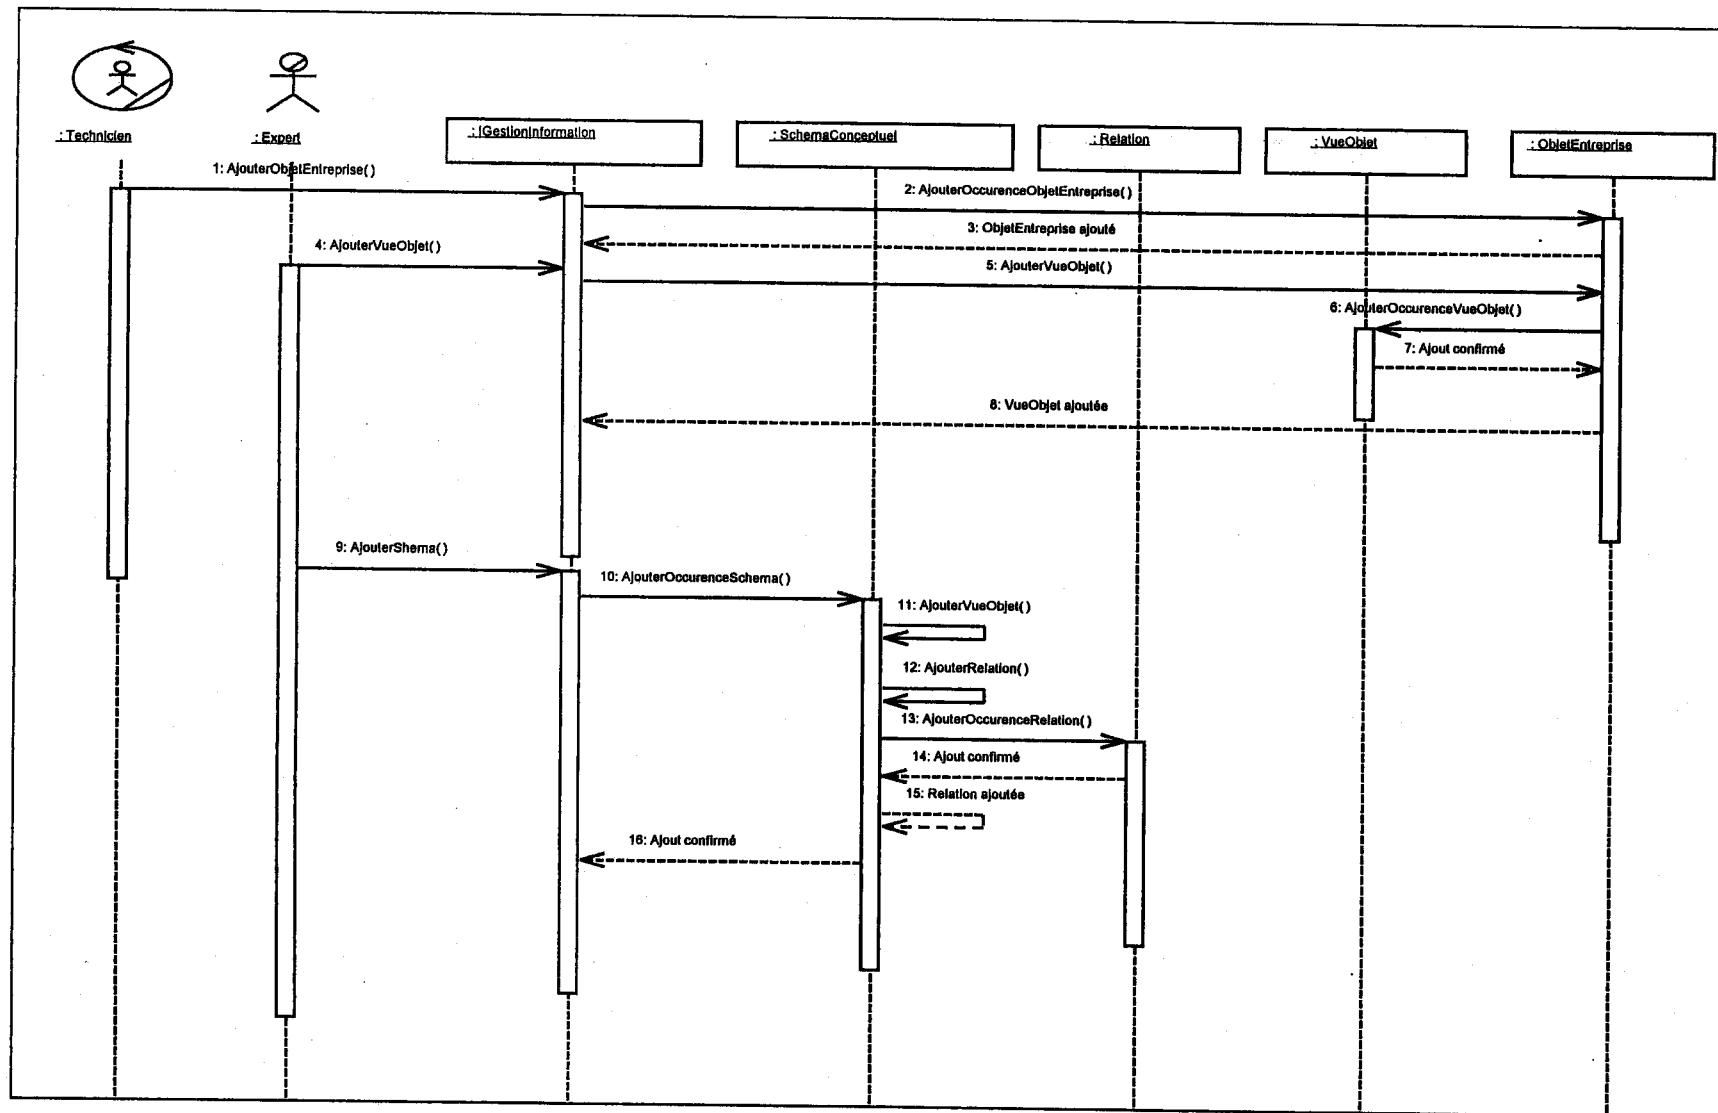 : Technicien
: Expert
: IGestionInformation
: SchemaConceptuel
: Relation
: VueObjet
: ObjetEntreprise
1: AjouterObjetEntreprise( )
2: AjouterOccurenceObjetEntreprise( )
3: ObjetEntreprise ajouté
4: AjouterVueObjet( )
5: AjouterVueObjet( )
6: AjouterOccurenceVueObjet( )
7: Ajout confirmé
8: VueObjet ajoutée
9: AjouterShema( )
10: AjouterOccurenceSchema( )
11: AjouterVueObjet( )
12: AjouterRelation( )
13: AjouterOccurenceRelation( )
14: Ajout confirmé
15: Relation ajoutée
16: Ajout confirmé